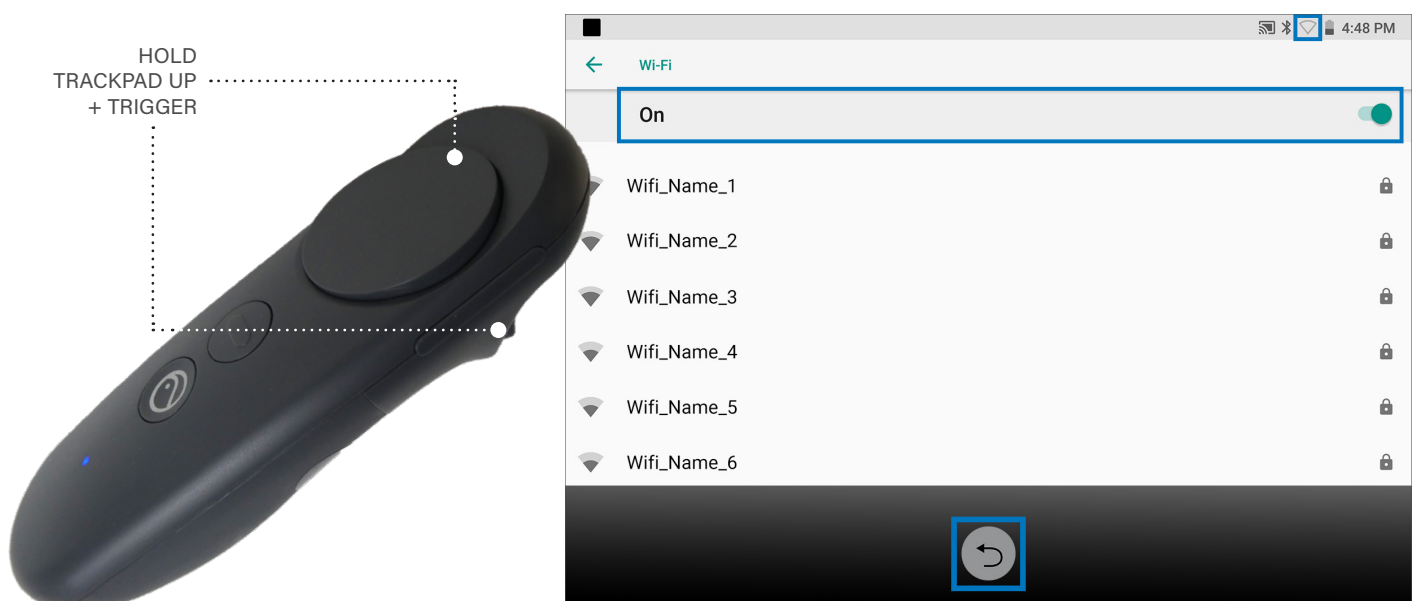 HOLD
TRACKPAD UP
+ TRIGGER
4:48 PM
Wi-Fi
On
Wifi_Name_1
Wifi_Name_2
Wifi_Name_3
Wifi_Name_4
Wifi_Name_5
Wifi_Name_6